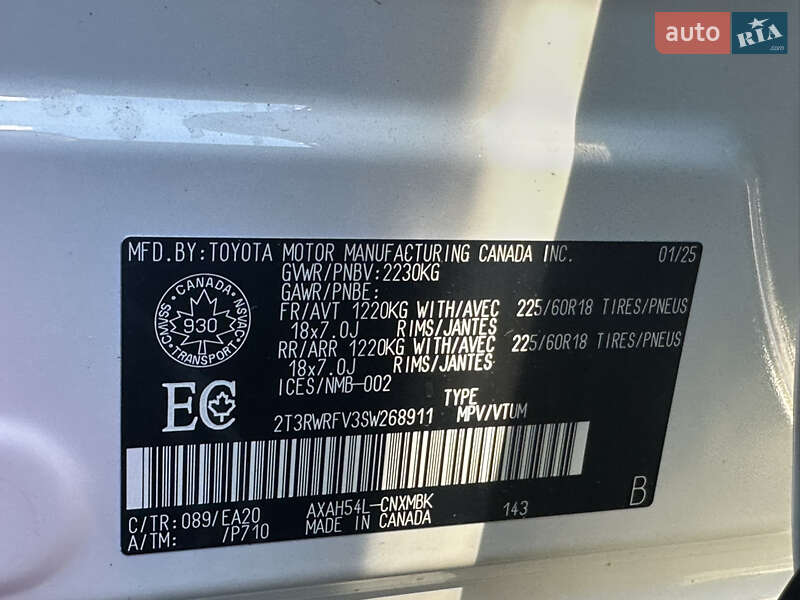 auto RIA.com
MFD.BY:TOYOTA MOTOR MANUFACTURING CANADA INC. 01/25
GVWR/PNBV:2230KG
GAWR/PNBE:
FR/AVT 1220KG WITH/AVEC 225/60R18 TIRES/PNEUS
18x7.0J RIMS/JANTES
RR/ARR 1220KG WITH/AVEC 225/60R18 TIRES/PNEUS
18x7.0J RIMS/JANTES
ICES/NMB-002
CANADA
CMVSS NSVAC
930
TRANSPORT
EC
TYPE
2T3RWRFV3SW268911 MPV/VTUM
C/TR:089/EA20 AXAH54L-CNXMBK 143 B
A/TM: /P710 MADE IN CANADA